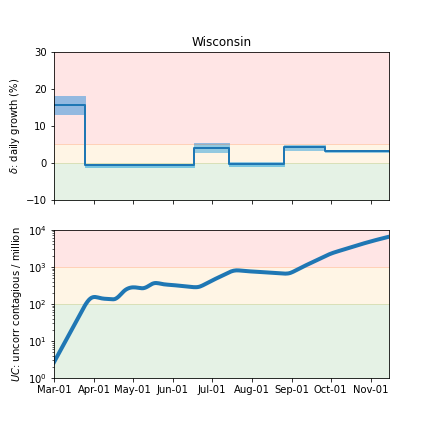 Wisconsin
δ: daily growth (%)
30
20
10
0
−10
UC: uncorr contagious / million
10⁴
10³
10²
10¹
10⁰
Mar-01 Apr-01 May-01 Jun-01 Jul-01 Aug-01 Sep-01 Oct-01 Nov-01